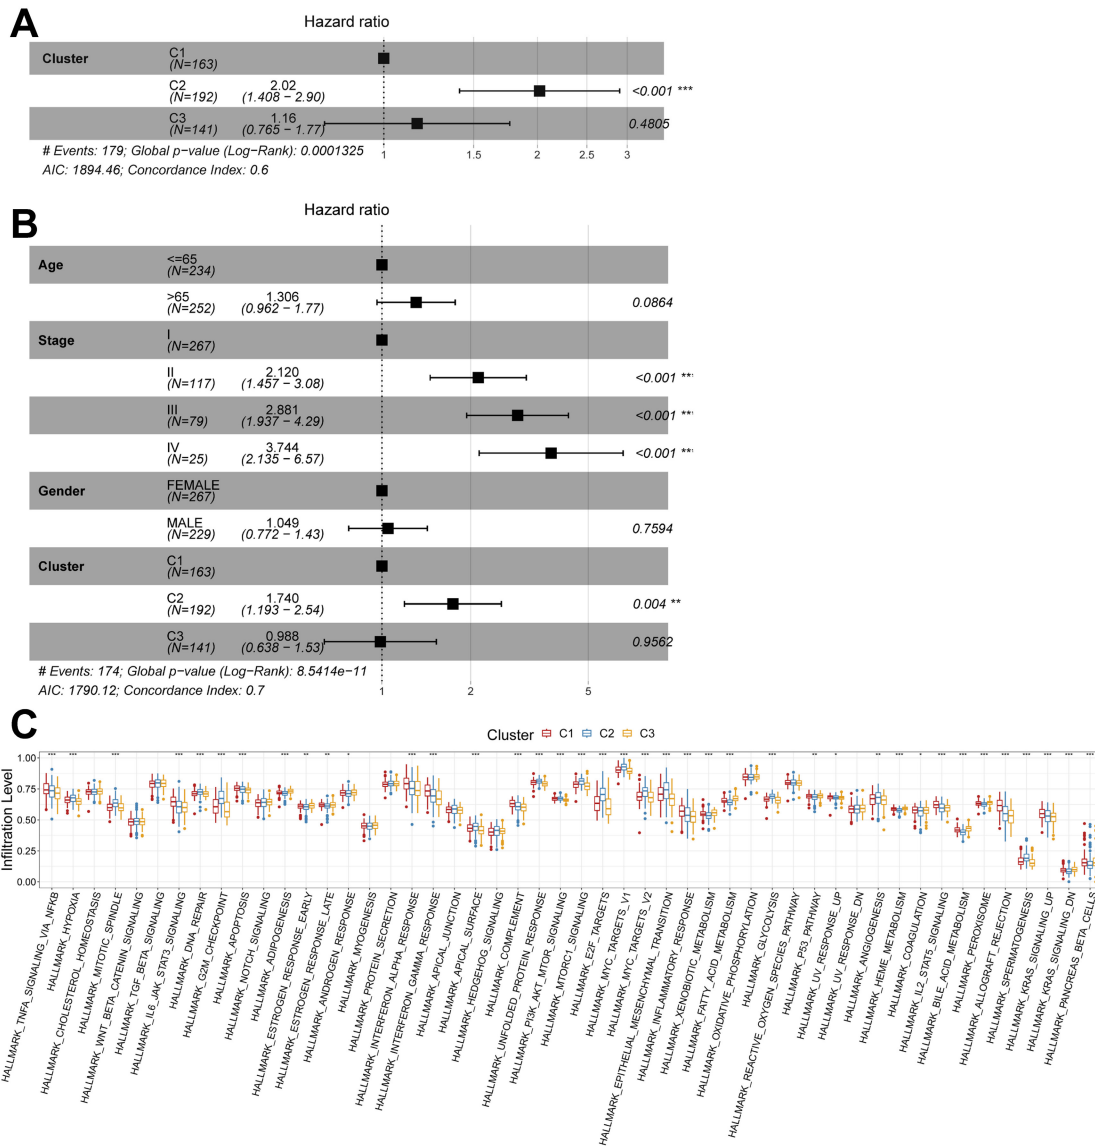 A
Hazard ratio
Cluster
C1
(N=163)
C2
(N=192)
2.02
(1.408 − 2.90)
<0.001 ***
C3
(N=141)
1.16
(0.765 − 1.77)
0.4805
# Events: 179; Global p−value (Log−Rank): 0.0001325
AIC: 1894.46; Concordance Index: 0.6
1 1.5 2 2.5 3
B
Hazard ratio
Age
<=65
(N=234)
>65
(N=252)
1.306
(0.962 − 1.77)
0.0864
Stage
I
(N=267)
II
(N=117)
2.120
(1.457 − 3.08)
<0.001 ***
III
(N=79)
2.881
(1.937 − 4.29)
<0.001 ***
IV
(N=25)
3.744
(2.135 − 6.57)
<0.001 ***
Gender
FEMALE
(N=267)
MALE
(N=229)
1.049
(0.772 − 1.43)
0.7594
Cluster
C1
(N=163)
C2
(N=192)
1.740
(1.193 − 2.54)
0.004 **
C3
(N=141)
0.988
(0.638 − 1.53)
0.9562
# Events: 174; Global p−value (Log−Rank): 8.5414e−11
AIC: 1790.12; Concordance Index: 0.7
1 2 5
C
Cluster C1 C2 C3
Infiltration Level
1.00
0.75
0.50
0.25
0.00
HALLMARK_TNFA_SIGNALING_VIA_NFKB
HALLMARK_HYPOXIA
HALLMARK_CHOLESTEROL_HOMEOSTASIS
HALLMARK_MITOTIC_SPINDLE
HALLMARK_WNT_BETA_CATENIN_SIGNALING
HALLMARK_TGF_BETA_SIGNALING
HALLMARK_IL6_JAK_STAT3_SIGNALING
HALLMARK_DNA_REPAIR
HALLMARK_G2M_CHECKPOINT
HALLMARK_APOPTOSIS
HALLMARK_NOTCH_SIGNALING
HALLMARK_ADIPOGENESIS
HALLMARK_ESTROGEN_RESPONSE_EARLY
HALLMARK_ESTROGEN_RESPONSE_LATE
HALLMARK_ANDROGEN_RESPONSE
HALLMARK_MYOGENESIS
HALLMARK_PROTEIN_SECRETION
HALLMARK_INTERFERON_ALPHA_RESPONSE
HALLMARK_INTERFERON_GAMMA_RESPONSE
HALLMARK_APICAL_JUNCTION
HALLMARK_APICAL_SURFACE
HALLMARK_HEDGEHOG_SIGNALING
HALLMARK_COMPLEMENT
HALLMARK_UNFOLDED_PROTEIN_RESPONSE
HALLMARK_PI3K_AKT_MTOR_SIGNALING
HALLMARK_MTORC1_SIGNALING
HALLMARK_E2F_TARGETS
HALLMARK_MYC_TARGETS_V1
HALLMARK_MYC_TARGETS_V2
HALLMARK_EPITHELIAL_MESENCHYMAL_TRANSITION
HALLMARK_INFLAMMATORY_RESPONSE
HALLMARK_XENOBIOTIC_METABOLISM
HALLMARK_FATTY_ACID_METABOLISM
HALLMARK_OXIDATIVE_PHOSPHORYLATION
HALLMARK_GLYCOLYSIS
HALLMARK_REACTIVE_OXYGEN_SPECIES_PATHWAY
HALLMARK_P53_PATHWAY
HALLMARK_UV_RESPONSE_UP
HALLMARK_UV_RESPONSE_DN
HALLMARK_ANGIOGENESIS
HALLMARK_HEME_METABOLISM
HALLMARK_COAGULATION
HALLMARK_IL2_STAT5_SIGNALING
HALLMARK_BILE_ACID_METABOLISM
HALLMARK_PEROXISOME
HALLMARK_ALLOGRAFT_REJECTION
HALLMARK_SPERMATOGENESIS
HALLMARK_KRAS_SIGNALING_UP
HALLMARK_KRAS_SIGNALING_DN
HALLMARK_PANCREAS_BETA_CELLS